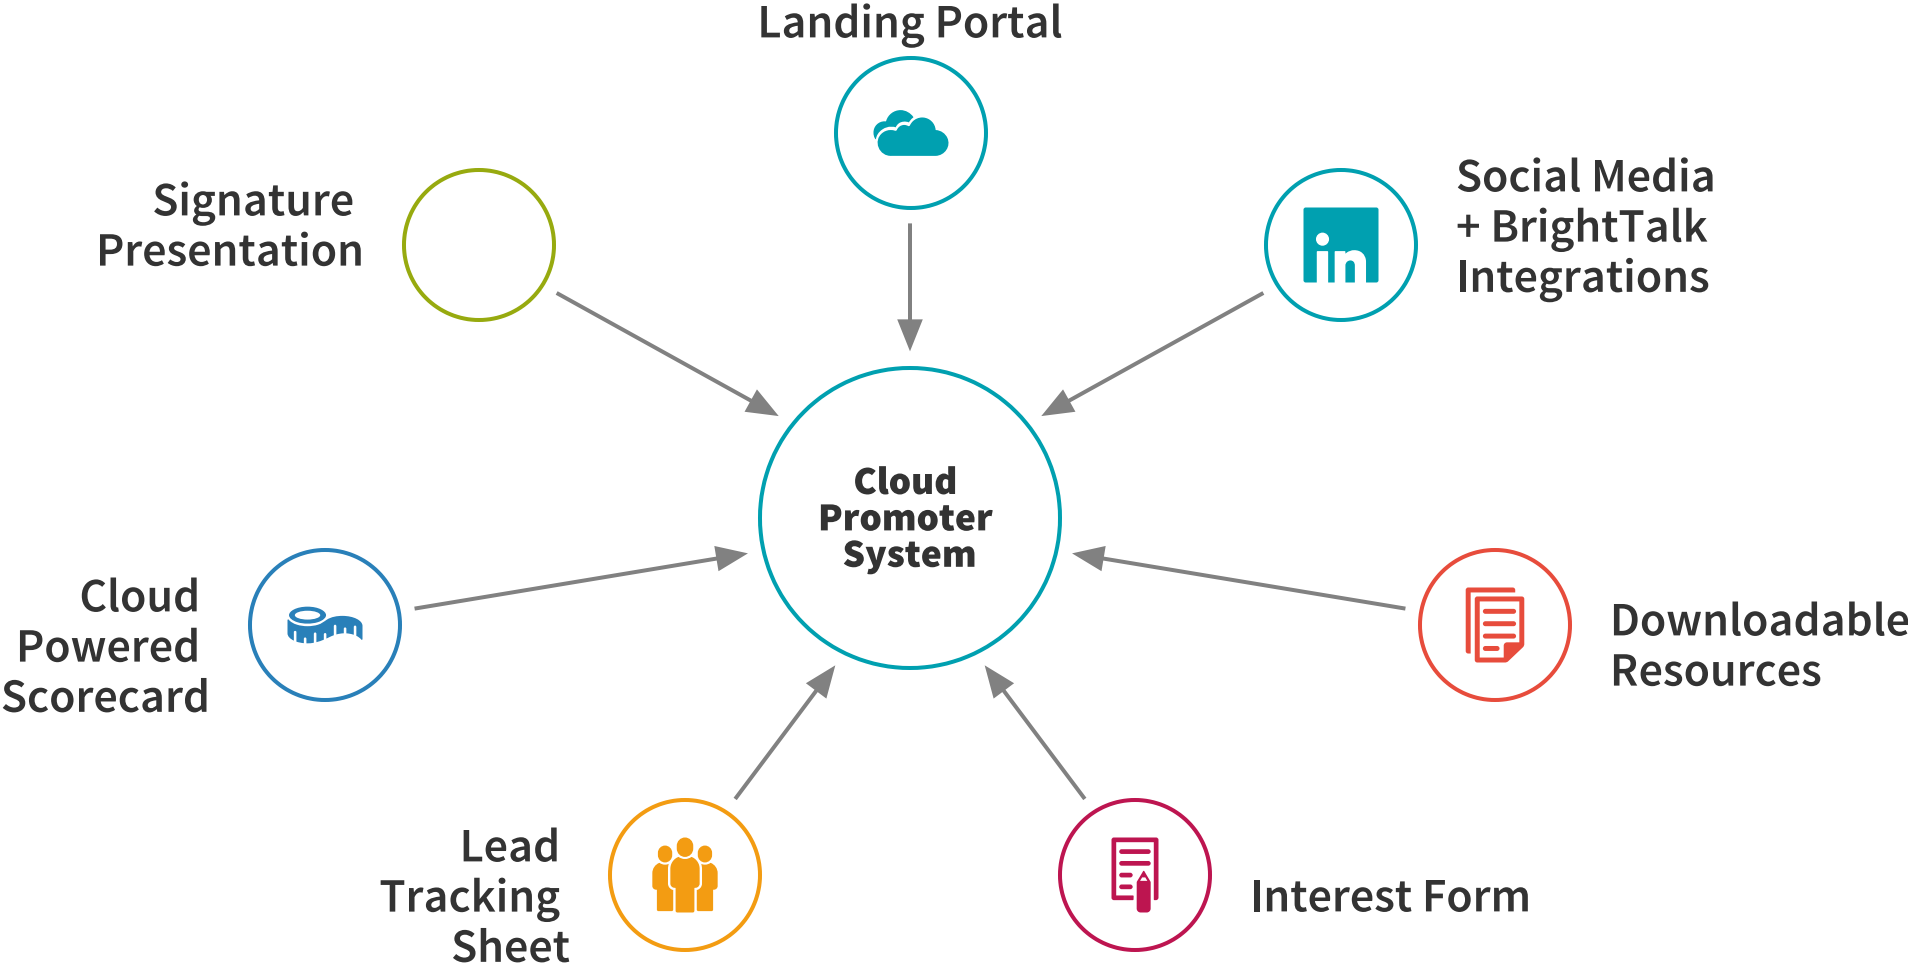 Landing Portal
Signature
Presentation
Social Media
+ BrightTalk
Integrations
in
Cloud
Promoter
System
Cloud
Powered
Scorecard
Downloadable
Resources
Lead
Tracking
Sheet
Interest Form